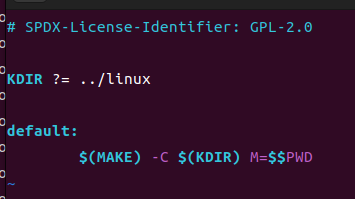 # SPDX-License-Identifier: GPL-2.0
KDIR ?= ../linux
default:
$(MAKE) -C $(KDIR) M=$$PWD
~